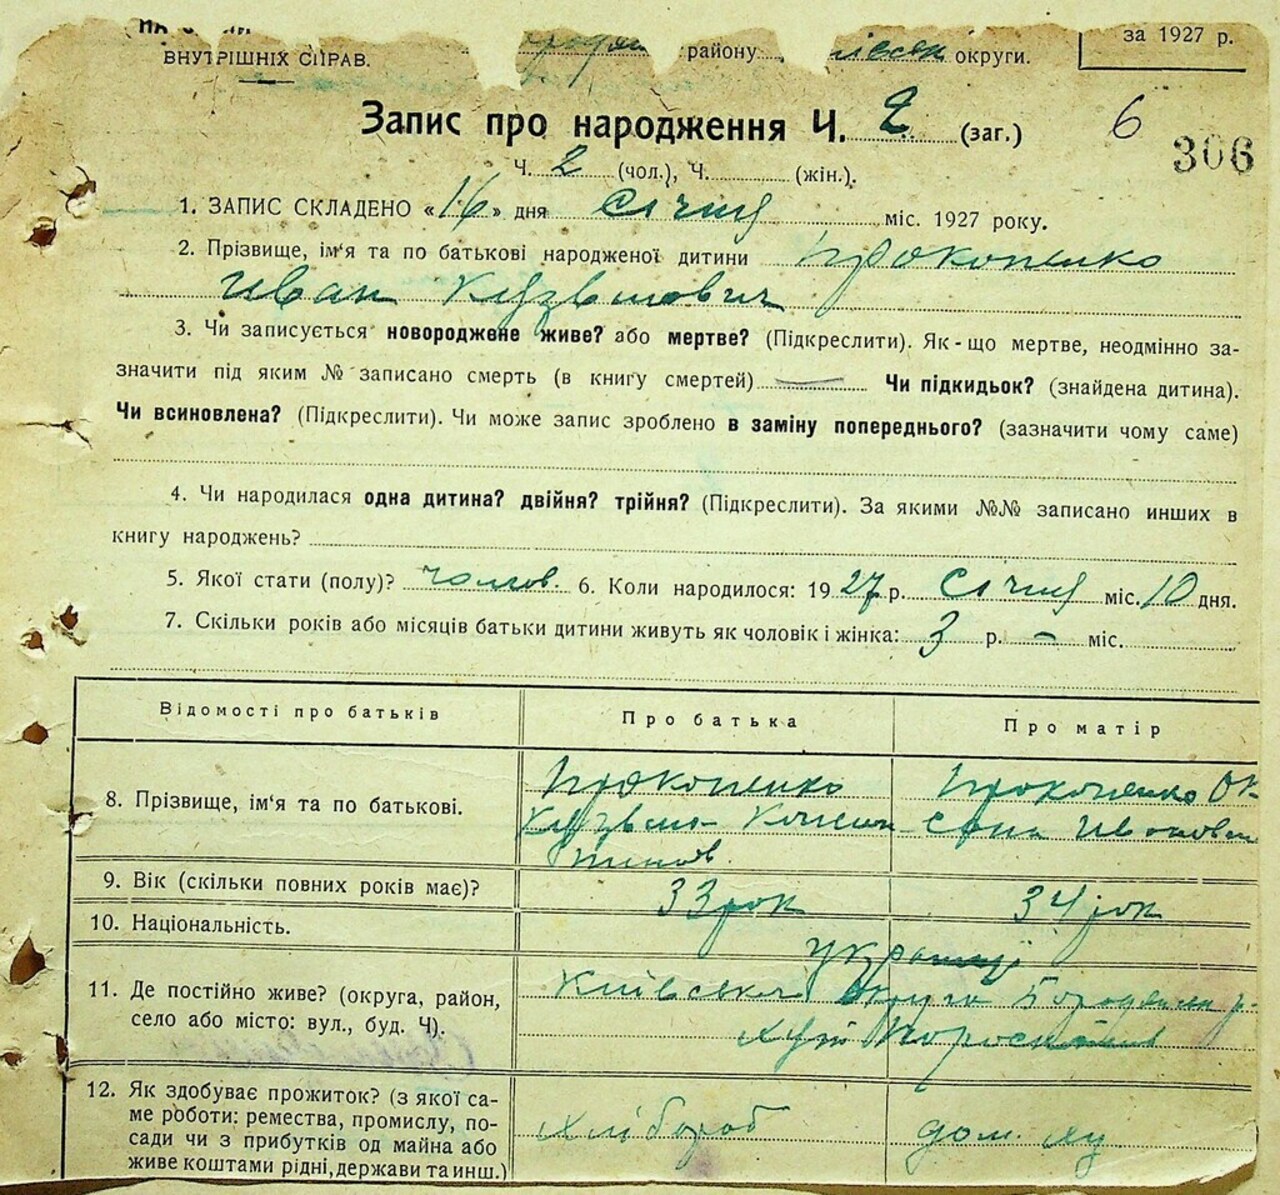 ВНУТРІШНІХ СПРАВ. району округи. за 1927 р.
Запис про народження Ч. 2 (заг.) 6
306
Ч. 2 (чол.), Ч. (жін.).
1. ЗАПИС СКЛАДЕНО «16» дня Січня міс. 1927 року.
2. Прізвище, ім'я та по батькові народженої дитини Прокопенко
Иван Кузьмович
3. Чи записується новороджене живе? або мертве? (Підкреслити). Як-що мертве, неодмінно за-
значити під яким № записано смерть (в книгу смертей) — Чи підкидьок? (знайдена дитина).
Чи всиновлена? (Підкреслити). Чи може запис зроблено в заміну попереднього? (зазначити чому саме)
4. Чи народилася одна дитина? двійня? трійня? (Підкреслити). За якими №№ записано инших в
книгу народжень?
5. Якої стати (полу)? чолов. 6. Коли народилося: 1927 р. Січня міс. 10 дня.
7. Скільки років або місяців батьки дитини живуть як чоловік і жінка: 3 р. — міс.
Відомості про батьків Про батька Про матір
8. Прізвище, ім'я та по батькові. Прокопенко Прокопенко Ок-
Кузьма
9. Вік (скільки повних років має)? 33 рок 34 рок
10. Національність.
11. Де постійно живе? (округа, район, Київська округа
село або місто: вул., буд. Ч). хут
12. Як здобуває прожиток? (з якої са-
ме роботи: ремества, промислу, по- хлібороб дом.
сади чи з прибутків од майна або
живе коштами рідні, держави та инш.)